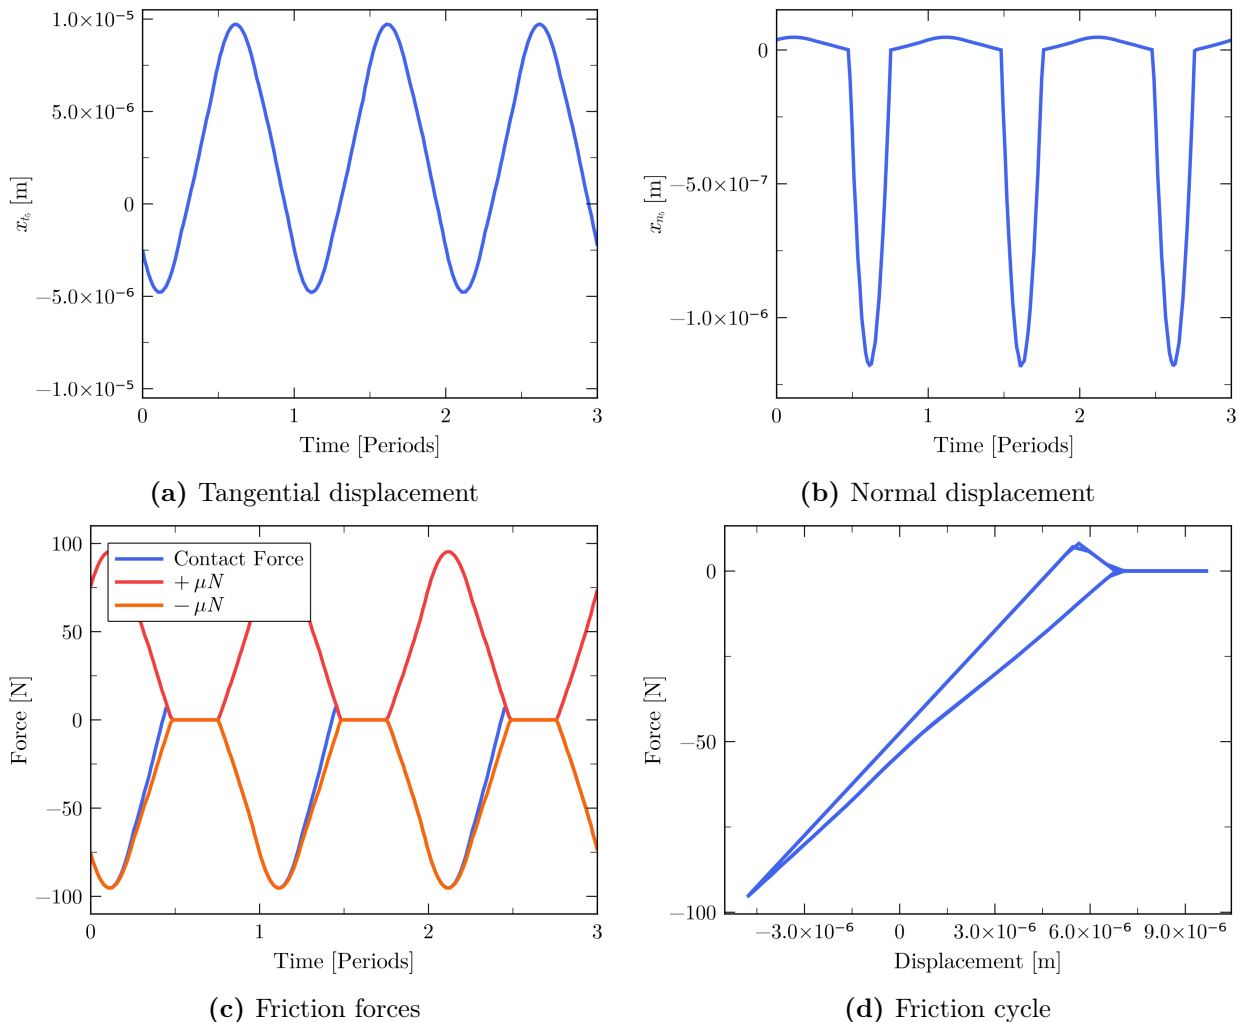 1.0×10⁻⁵
5.0×10⁻⁶
0
−5.0×10⁻⁶
−1.0×10⁻⁵
x_{t₅} [m]
0 1 2 3
Time [Periods]
(a) Tangential displacement
0
−5.0×10⁻⁷
−1.0×10⁻⁶
x_{n₅} [m]
0 1 2 3
Time [Periods]
(b) Normal displacement
100
50
0
−50
−100
Force [N]
Contact Force
+ μN
− μN
0 1 2 3
Time [Periods]
(c) Friction forces
0
−50
−100
Force [N]
−3.0×10⁻⁶ 0 3.0×10⁻⁶ 6.0×10⁻⁶ 9.0×10⁻⁶
Displacement [m]
(d) Friction cycle